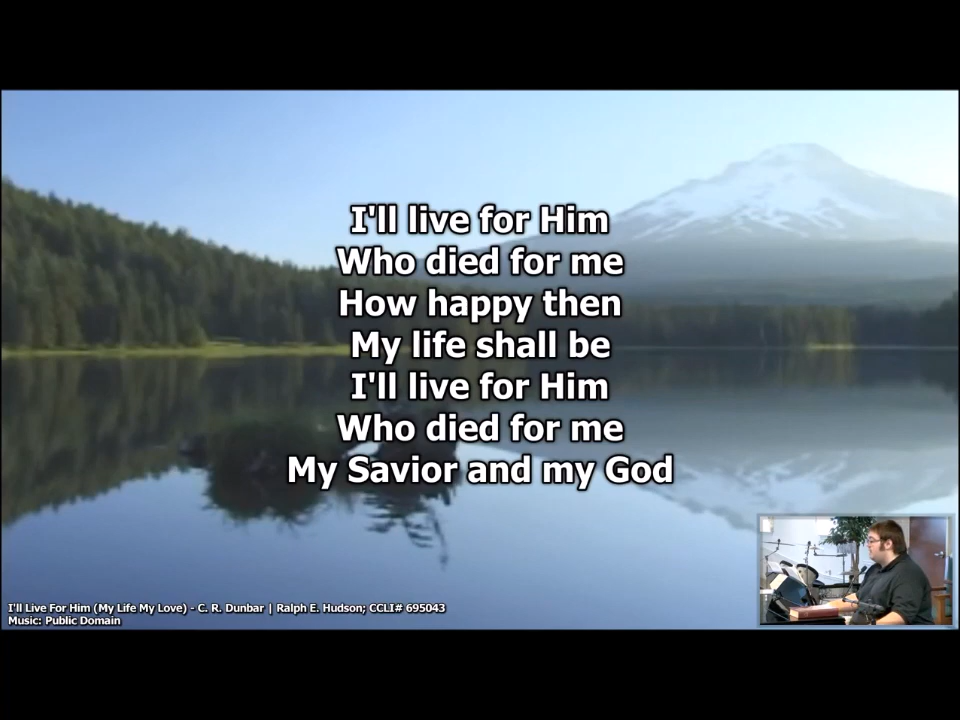 I'll live for Him
Who died for me
How happy then
My life shall be
I'll live for Him
Who died for me
My Savior and my God
I'll Live For Him (My Life My Love) - C. R. Dunbar | Ralph E. Hudson; CCLI# 695043
Music: Public Domain